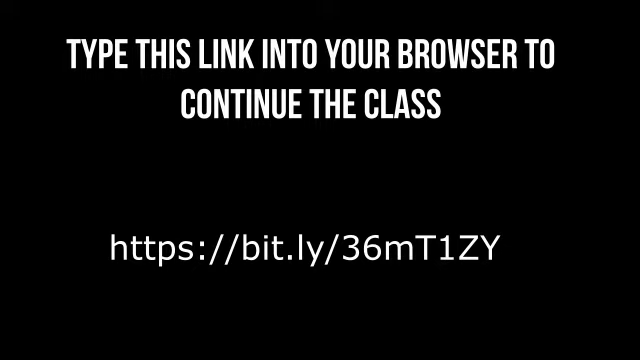 TYPE THIS LINK INTO YOUR BROWSER TO
CONTINUE THE CLASS
https://bit.ly/36mT1ZY